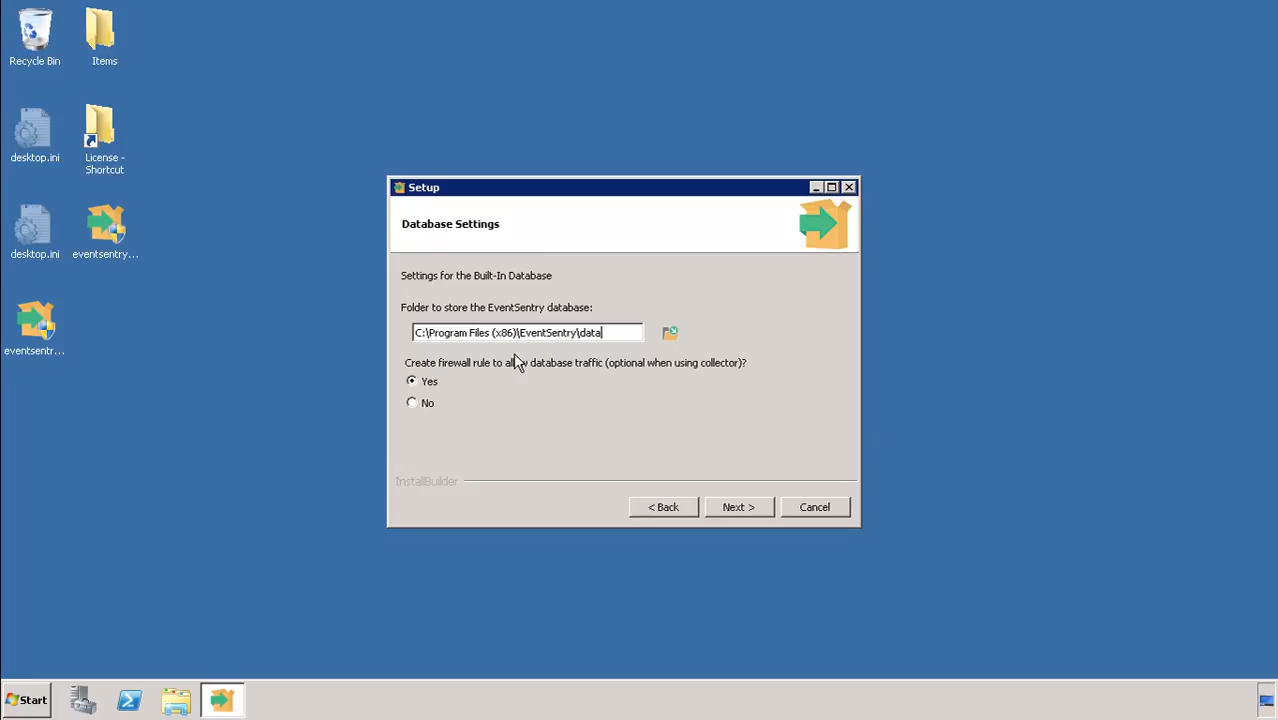 Recycle Bin
Items
desktop.ini
License -
Shortcut
desktop.ini
eventsentry...
eventsentr...
Setup
Database Settings
Settings for the Built-In Database
Folder to store the EventSentry database:
C:\Program Files (x86)\EventSentry\data
Create firewall rule to allow database traffic (optional when using collector)?
Yes
No
InstallBuilder
< Back
Next >
Cancel
Start